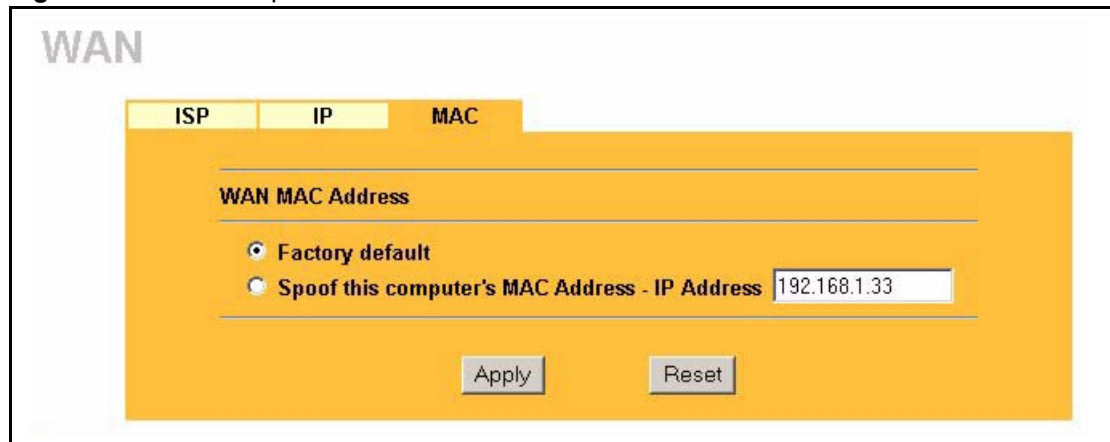 WAN
ISP IP MAC
WAN MAC Address
Factory default
Spoof this computer's MAC Address - IP Address 192.168.1.33
Apply Reset